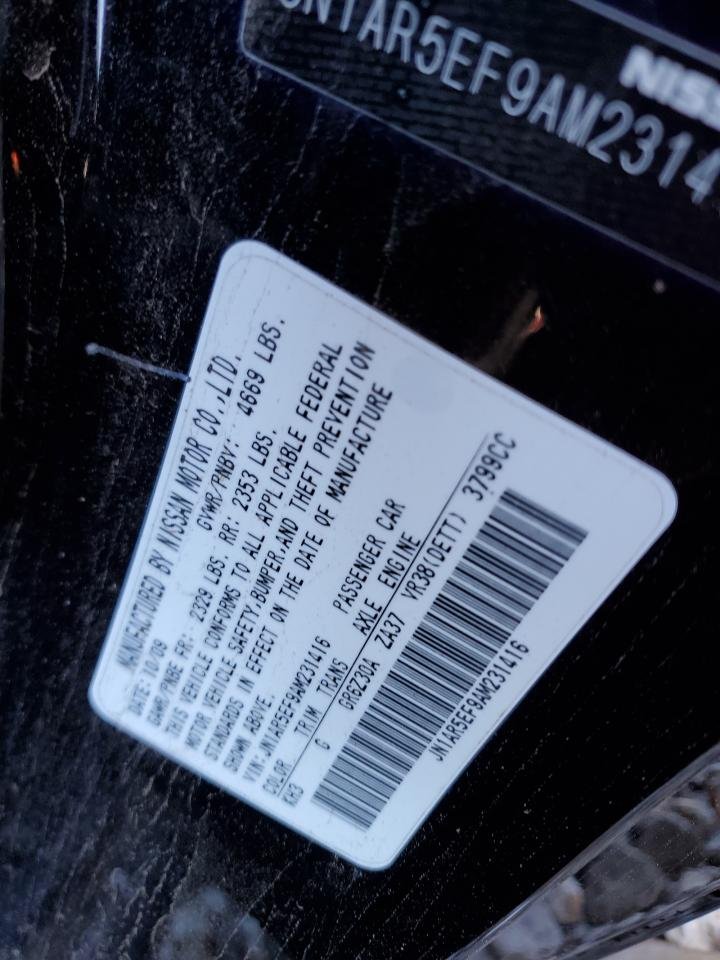 NISS
JN1AR5EF9AM2314
MANUFACTURED BY NISSAN MOTOR CO.,LTD.
DATE: 10/09 GVWR/PNBV: 4669 LBS.
GAWR/PNBE FR: 2329 LBS. RR: 2353 LBS.
THIS VEHICLE CONFORMS TO ALL APPLICABLE FEDERAL
MOTOR VEHICLE SAFETY,BUMPER,AND THEFT PREVENTION
STANDARDS IN EFFECT ON THE DATE OF MANUFACTURE
SHOWN ABOVE.
VIN:JN1AR5EF9AM231416 PASSENGER CAR
COLOR TRIM TRANS AXLE ENGINE
KH3 G GR6Z30A ZA37 VR38(DETT) 3799CC
JN1AR5EF9AM231416